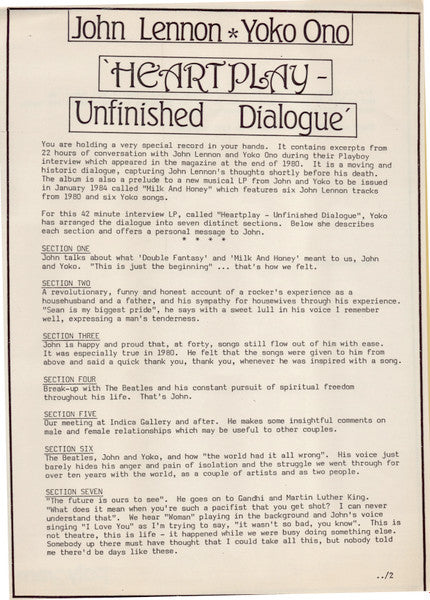 John Lennon * Yoko Ono
'HEARTPLAY -
Unfinished Dialogue'
You are holding a very special record in your hands. It contains excerpts from
22 hours of conversation with John Lennon and Yoko Ono during their Playboy
interview which appeared in the magazine at the end of 1980. It is a moving and
historic dialogue, capturing John Lennon's thoughts shortly before his death.
The album is also a prelude to a new musical LP from John and Yoko to be issued
in January 1984 called "Milk And Honey" which features six John Lennon tracks
from 1980 and six Yoko songs.
For this 42 minute interview LP, called "Heartplay - Unfinished Dialogue", Yoko
has arranged the dialogue into seven distinct sections. Below she describes
each section and offers a personal message to John.
* * * *
SECTION ONE
John talks about what 'Double Fantasy' and 'Milk And Honey' meant to us, John
and Yoko. "This is just the beginning" ... that's how we felt.
SECTION TWO
A revolutionary, funny and honest account of a rocker's experience as a
househusband and a father, and his sympathy for housewives through his experience.
"Sean is my biggest pride", he says with a sweet lull in his voice I remember
well, expressing a man's tenderness.
SECTION THREE
John is happy and proud that, at forty, songs still flow out of him with ease.
It was especially true in 1980. He felt that the songs were given to him from
above and said a quick thank you, thank you, whenever he was inspired with a song.
SECTION FOUR
Break-up with The Beatles and his constant pursuit of spiritual freedom
throughout his life. That's John.
SECTION FIVE
Our meeting at Indica Gallery and after. He makes some insightful comments on
male and female relationships which may be useful to other couples.
SECTION SIX
The Beatles, John and Yoko, and how "the world had it all wrong". His voice just
barely hides his anger and pain of isolation and the struggle we went through for
over ten years with the world, as a couple of artists and as two people.
SECTION SEVEN
"The future is ours to see". He goes on to Gandhi and Martin Luther King.
"What does it mean when you're such a pacifist that you get shot? I can never
understand that". We hear "Woman" playing in the background and John's voice
singing "I Love You" as I'm trying to say, "it wasn't so bad, you know". This is
not theatre, this is life - it happened while we were busy doing something else.
Somebody up there must have thought that I could take all this, but nobody told
me there'd be days like these.
../2